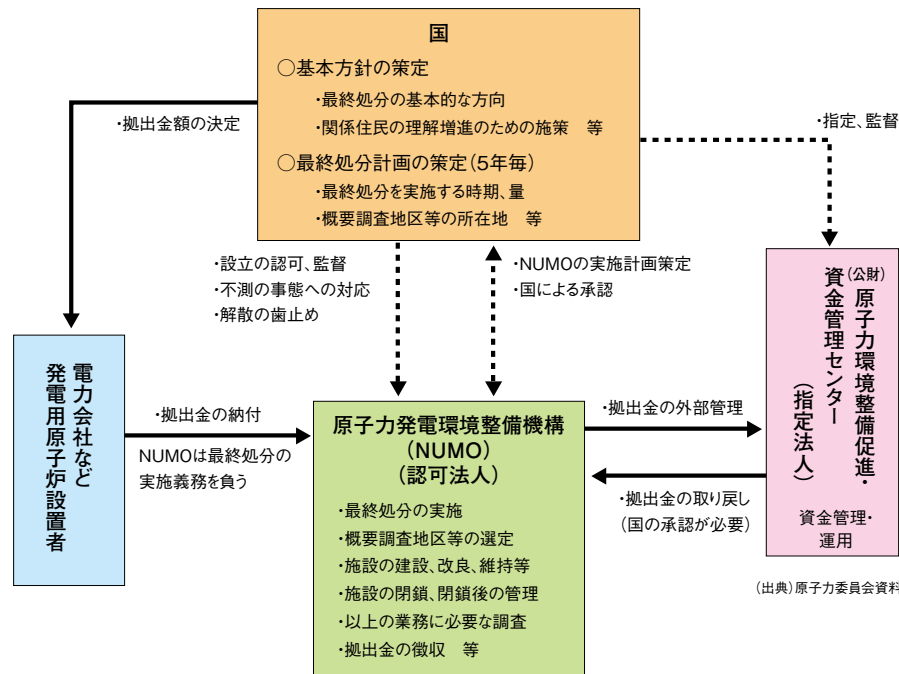 国
○基本方針の策定
・最終処分の基本的な方向
・関係住民の理解増進のための施策　等
○最終処分計画の策定(5年毎)
・最終処分を実施する時期、量
・概要調査地区等の所在地　等
・拠出金額の決定
・指定、監督
・設立の認可、監督
・不測の事態への対応
・解散の歯止め
・NUMOの実施計画策定
・国による承認
電力会社など
発電用原子炉設置者
・拠出金の納付
NUMOは最終処分の
実施義務を負う
原子力発電環境整備機構
(NUMO)
(認可法人)
・最終処分の実施
・概要調査地区等の選定
・施設の建設、改良、維持等
・施設の閉鎖、閉鎖後の管理
・以上の業務に必要な調査
・拠出金の徴収　等
・拠出金の外部管理
・拠出金の取り戻し
(国の承認が必要)
(公財)原子力環境整備促進・
資金管理センター
(指定法人)
資金管理・
運用
(出典)原子力委員会資料